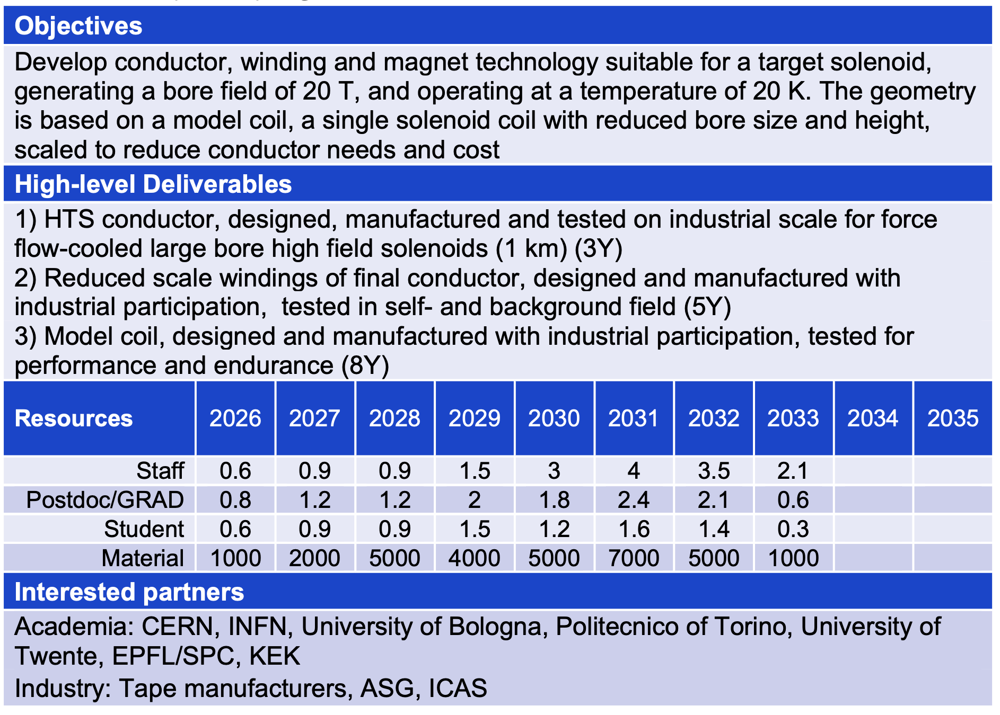 Objectives
Develop conductor, winding and magnet technology suitable for a target solenoid,
generating a bore field of 20 T, and operating at a temperature of 20 K. The geometry
is based on a model coil, a single solenoid coil with reduced bore size and height,
scaled to reduce conductor needs and cost
High-level Deliverables
1) HTS conductor, designed, manufactured and tested on industrial scale for force
flow-cooled large bore high field solenoids (1 km) (3Y)
2) Reduced scale windings of final conductor, designed and manufactured with
industrial participation,  tested in self- and background field (5Y)
3) Model coil, designed and manufactured with industrial participation, tested for
performance and endurance (8Y)
Resources 2026 2027 2028 2029 2030 2031 2032 2033 2034 2035
Staff 0.6 0.9 0.9 1.5 3 4 3.5 2.1
Postdoc/GRAD 0.8 1.2 1.2 2 1.8 2.4 2.1 0.6
Student 0.6 0.9 0.9 1.5 1.2 1.6 1.4 0.3
Material 1000 2000 5000 4000 5000 7000 5000 1000
Interested partners
Academia: CERN, INFN, University of Bologna, Politecnico of Torino, University of
Twente, EPFL/SPC, KEK
Industry: Tape manufacturers, ASG, ICAS